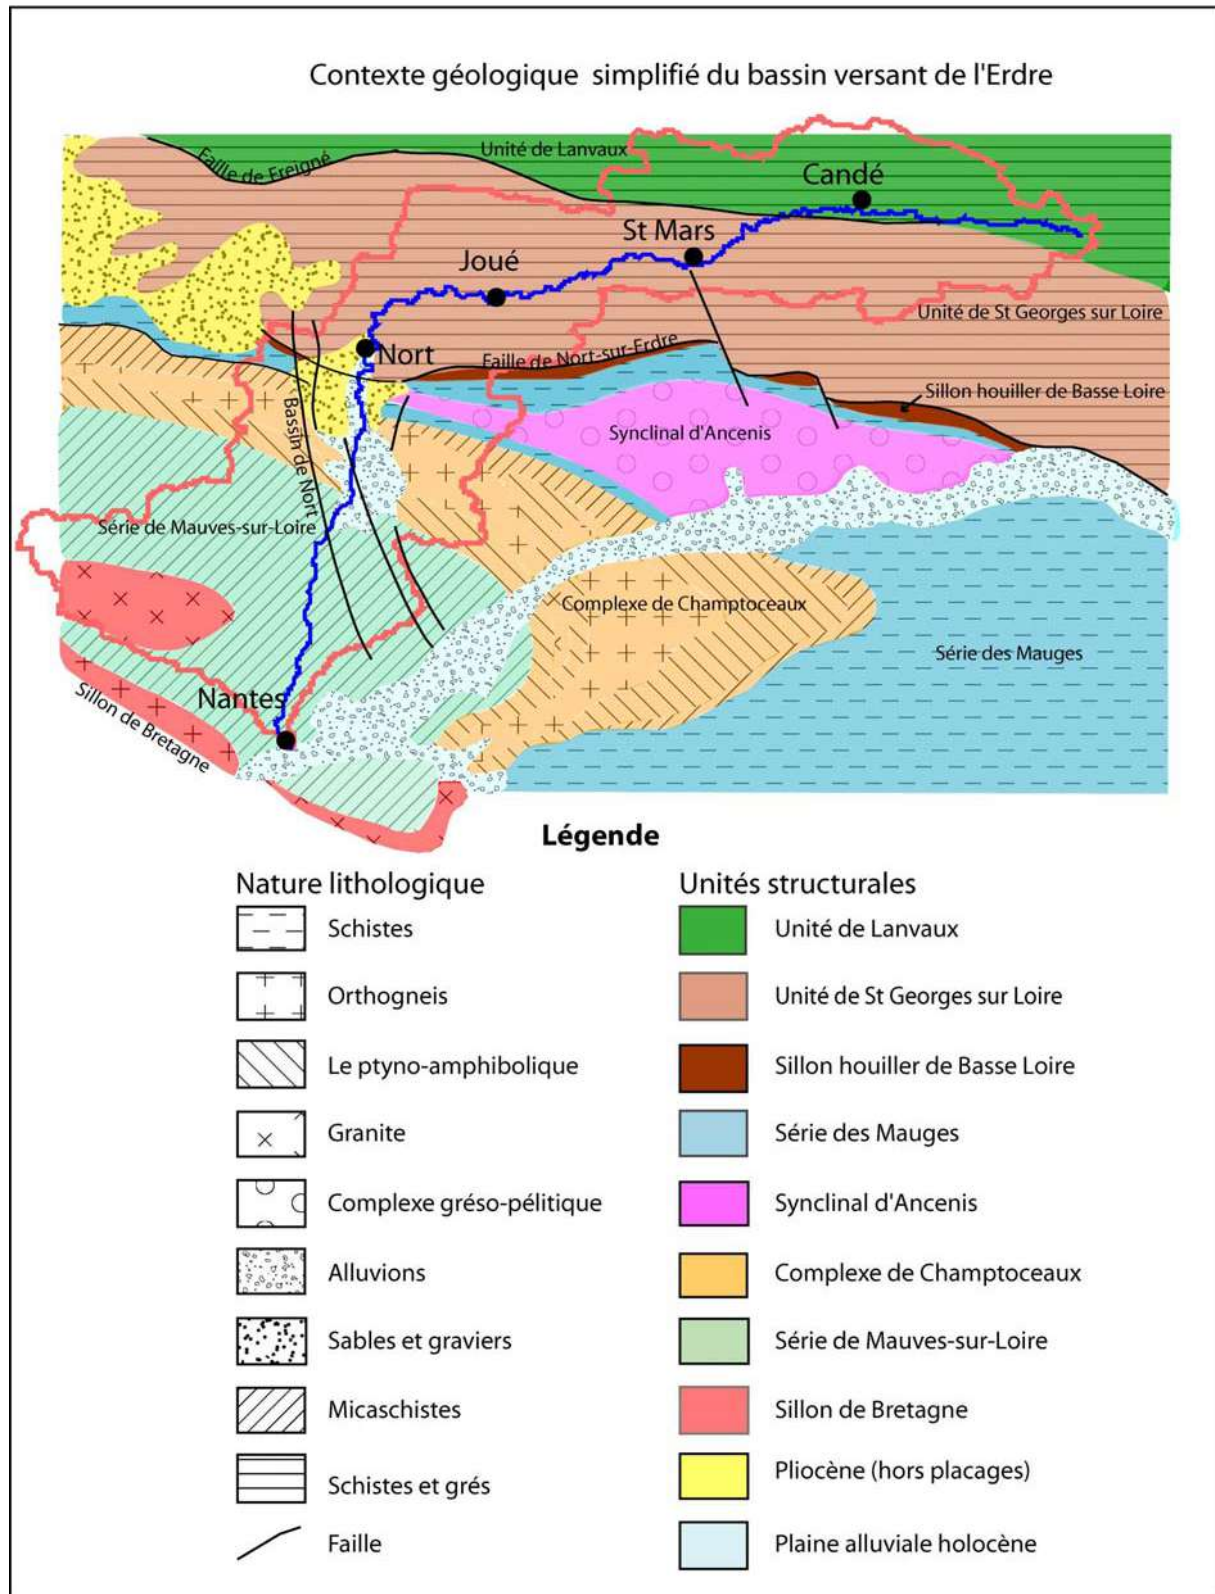 Contexte géologique simplifié du bassin versant de l'Erdre
Unité de Lanvaux
Faille de Freigné
Candé
St Mars
Joué
Unité de St Georges sur Loire
Nort
Faille de Nort-sur-Erdre
Sillon houiller de Basse Loire
Bassin de Nort
Synclinal d'Ancenis
Série de Mauves-sur-Loire
Complexe de Champtoceaux
Série des Mauges
Nantes
Sillon de Bretagne
Légende
Nature lithologique
Schistes
Orthogneis
Le ptyno-amphibolique
Granite
Complexe gréso-pélitique
Alluvions
Sables et graviers
Micaschistes
Schistes et grés
Faille
Unités structurales
Unité de Lanvaux
Unité de St Georges sur Loire
Sillon houiller de Basse Loire
Série des Mauges
Synclinal d'Ancenis
Complexe de Champtoceaux
Série de Mauves-sur-Loire
Sillon de Bretagne
Pliocène (hors placages)
Plaine alluviale holocène